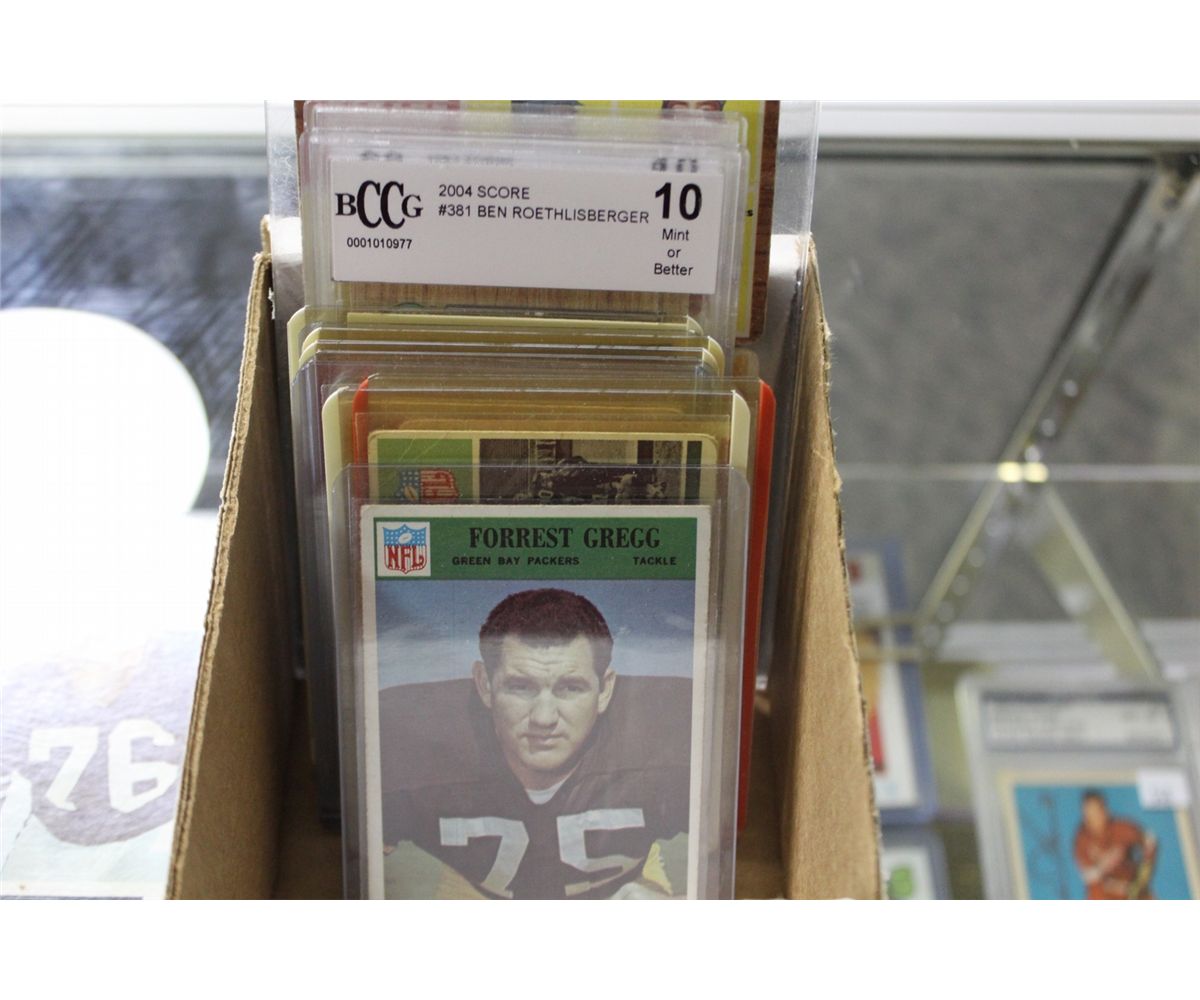 BCCG
2004 SCORE
#381 BEN ROETHLISBERGER
0001010977
10
Mint
or
Better
NFL
FORREST GREGG
GREEN BAY PACKERS TACKLE
75
76